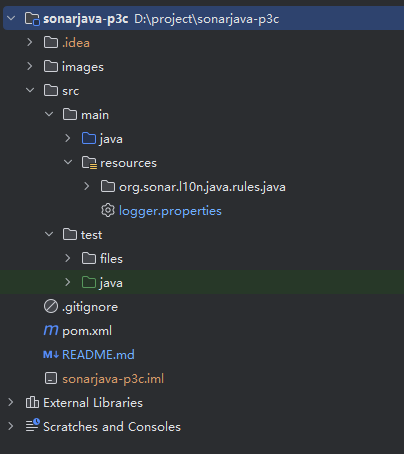 sonarjava-p3c D:\project\sonarjava-p3c
.idea
images
src
main
java
resources
org.sonar.l10n.java.rules.java
logger.properties
test
files
java
.gitignore
pom.xml
README.md
sonarjava-p3c.iml
External Libraries
Scratches and Consoles